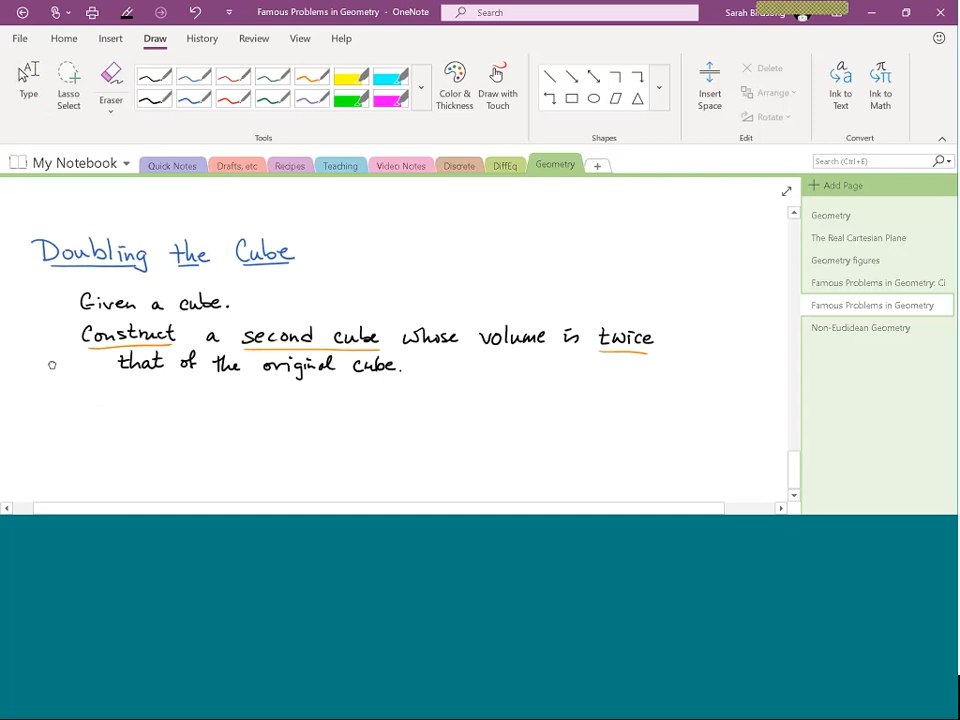 Famous Problems in Geometry - OneNote
Search
File Home Insert Draw History Review View Help
Type
Lasso Select
Eraser
Color & Thickness
Draw with Touch
Insert Space
Delete
Arrange
Rotate
Ink to Text
Ink to Math
Tools
Shapes
Edit
Convert
My Notebook
Quick Notes Drafts, etc Recipes Teaching Video Notes Discrete DiffEq Geometry
Search (Ctrl+E)
Add Page
Geometry
The Real Cartesian Plane
Geometry figures
Famous Problems in Geometry: Ci
Famous Problems in Geometry
Non-Euclidean Geometry
Doubling the Cube
Given a cube.
Construct a second cube whose volume is twice
that of the original cube.